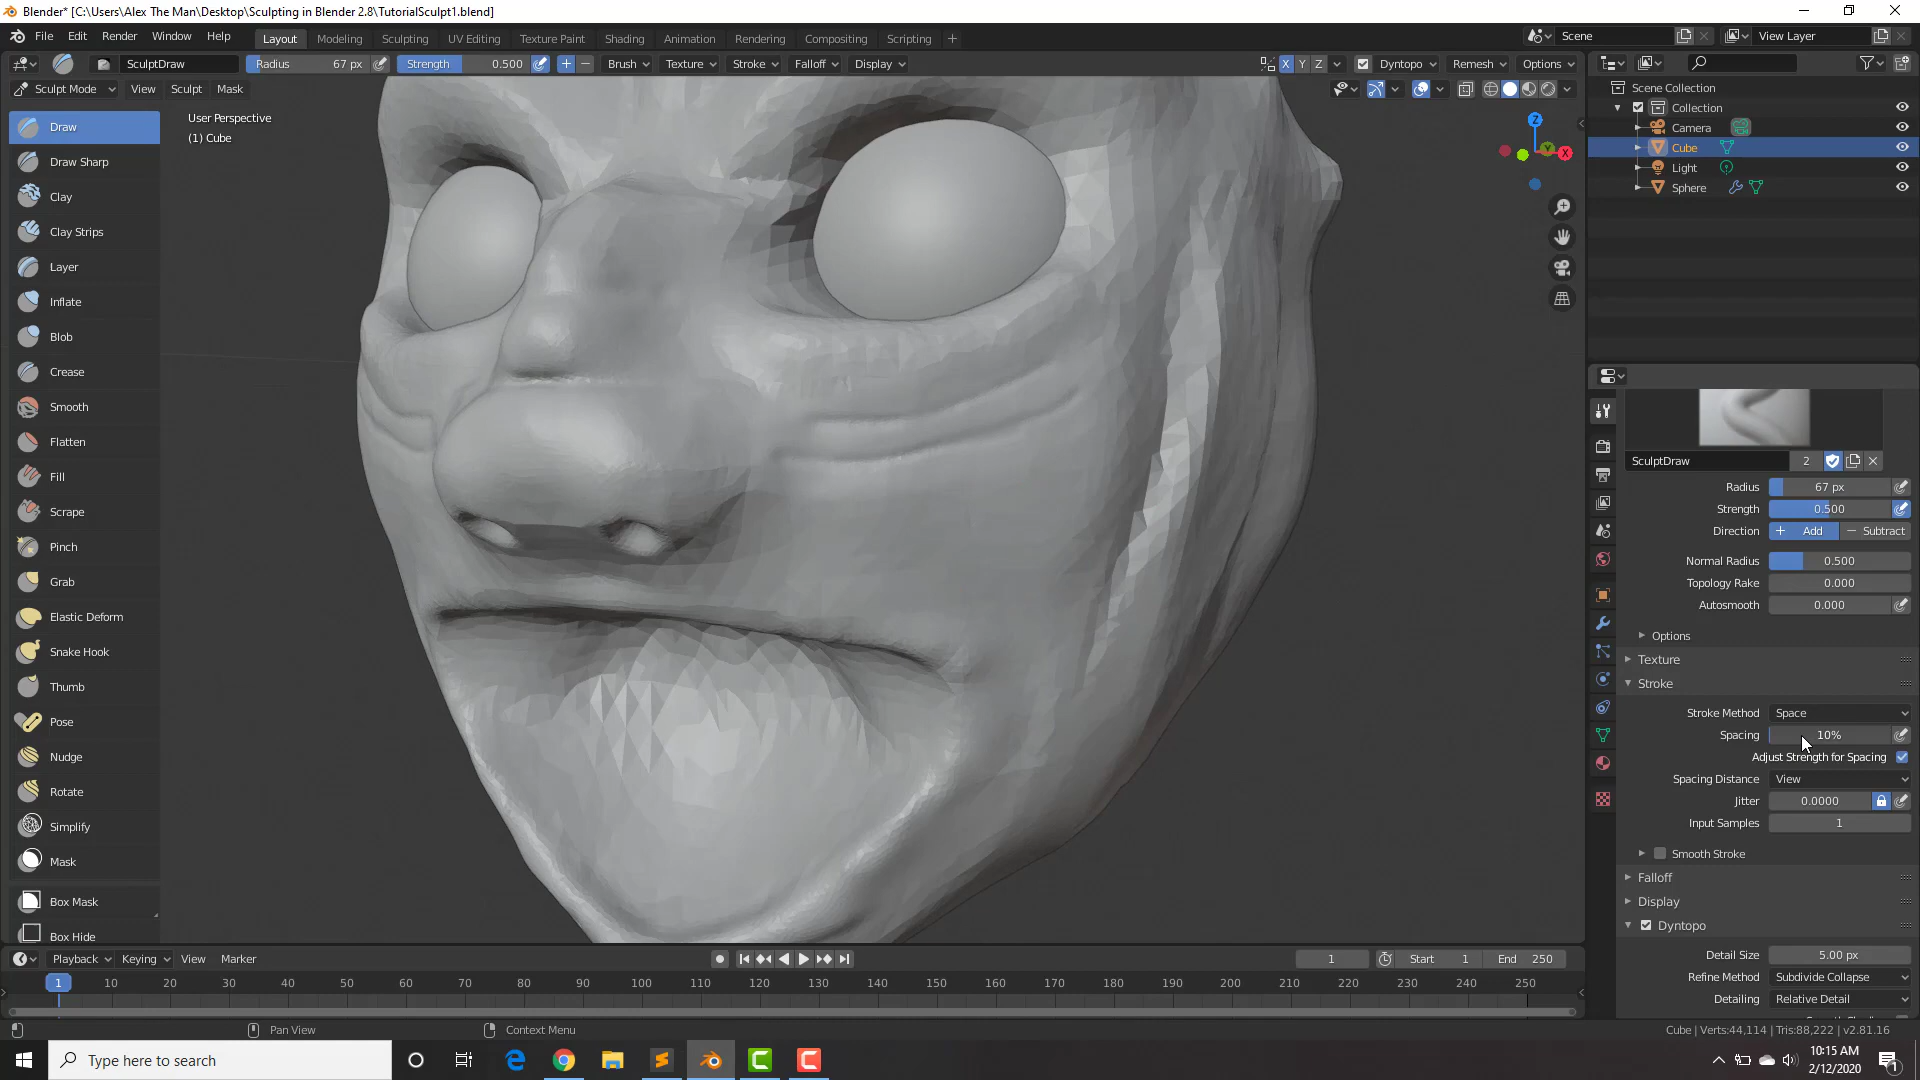 Blender* [C:\Users\Alex The Man\Desktop\Sculpting in Blender 2.8\TutorialSculpt1.blend]
File Edit Render Window Help Layout Modeling Sculpting UV Editing Texture Paint Shading Animation Rendering Compositing Scripting + Scene View Layer
SculptDraw Radius 67 px Strength 0.500 + − Brush Texture Stroke Falloff Display X Y Z Dyntopo Remesh Options
Sculpt Mode View Sculpt Mask
User Perspective
(1) Cube
Draw
Draw Sharp
Clay
Clay Strips
Layer
Inflate
Blob
Crease
Smooth
Flatten
Fill
Scrape
Pinch
Grab
Elastic Deform
Snake Hook
Thumb
Pose
Nudge
Rotate
Simplify
Mask
Box Mask
Box Hide
Z
Y
X
Scene Collection
Collection
Camera
Cube
Light
Sphere
SculptDraw 2
Radius 67 px
Strength 0.500
Direction + Add − Subtract
Normal Radius 0.500
Topology Rake 0.000
Autosmooth 0.000
Options
Texture
Stroke
Stroke Method Space
Spacing 10%
Adjust Strength for Spacing
Spacing Distance View
Jitter 0.0000
Input Samples 1
Smooth Stroke
Falloff
Display
Dyntopo
Detail Size 5.00 px
Refine Method Subdivide Collapse
Detailing Relative Detail
Playback Keying View Marker 1 Start 1 End 250
1 10 20 30 40 50 60 70 80 90 100 110 120 130 140 150 160 170 180 190 200 210 220 230 240 250
Pan View Context Menu Cube | Verts:44,114 | Tris:88,222 | v2.81.16
Type here to search
10:15 AM
2/12/2020
1